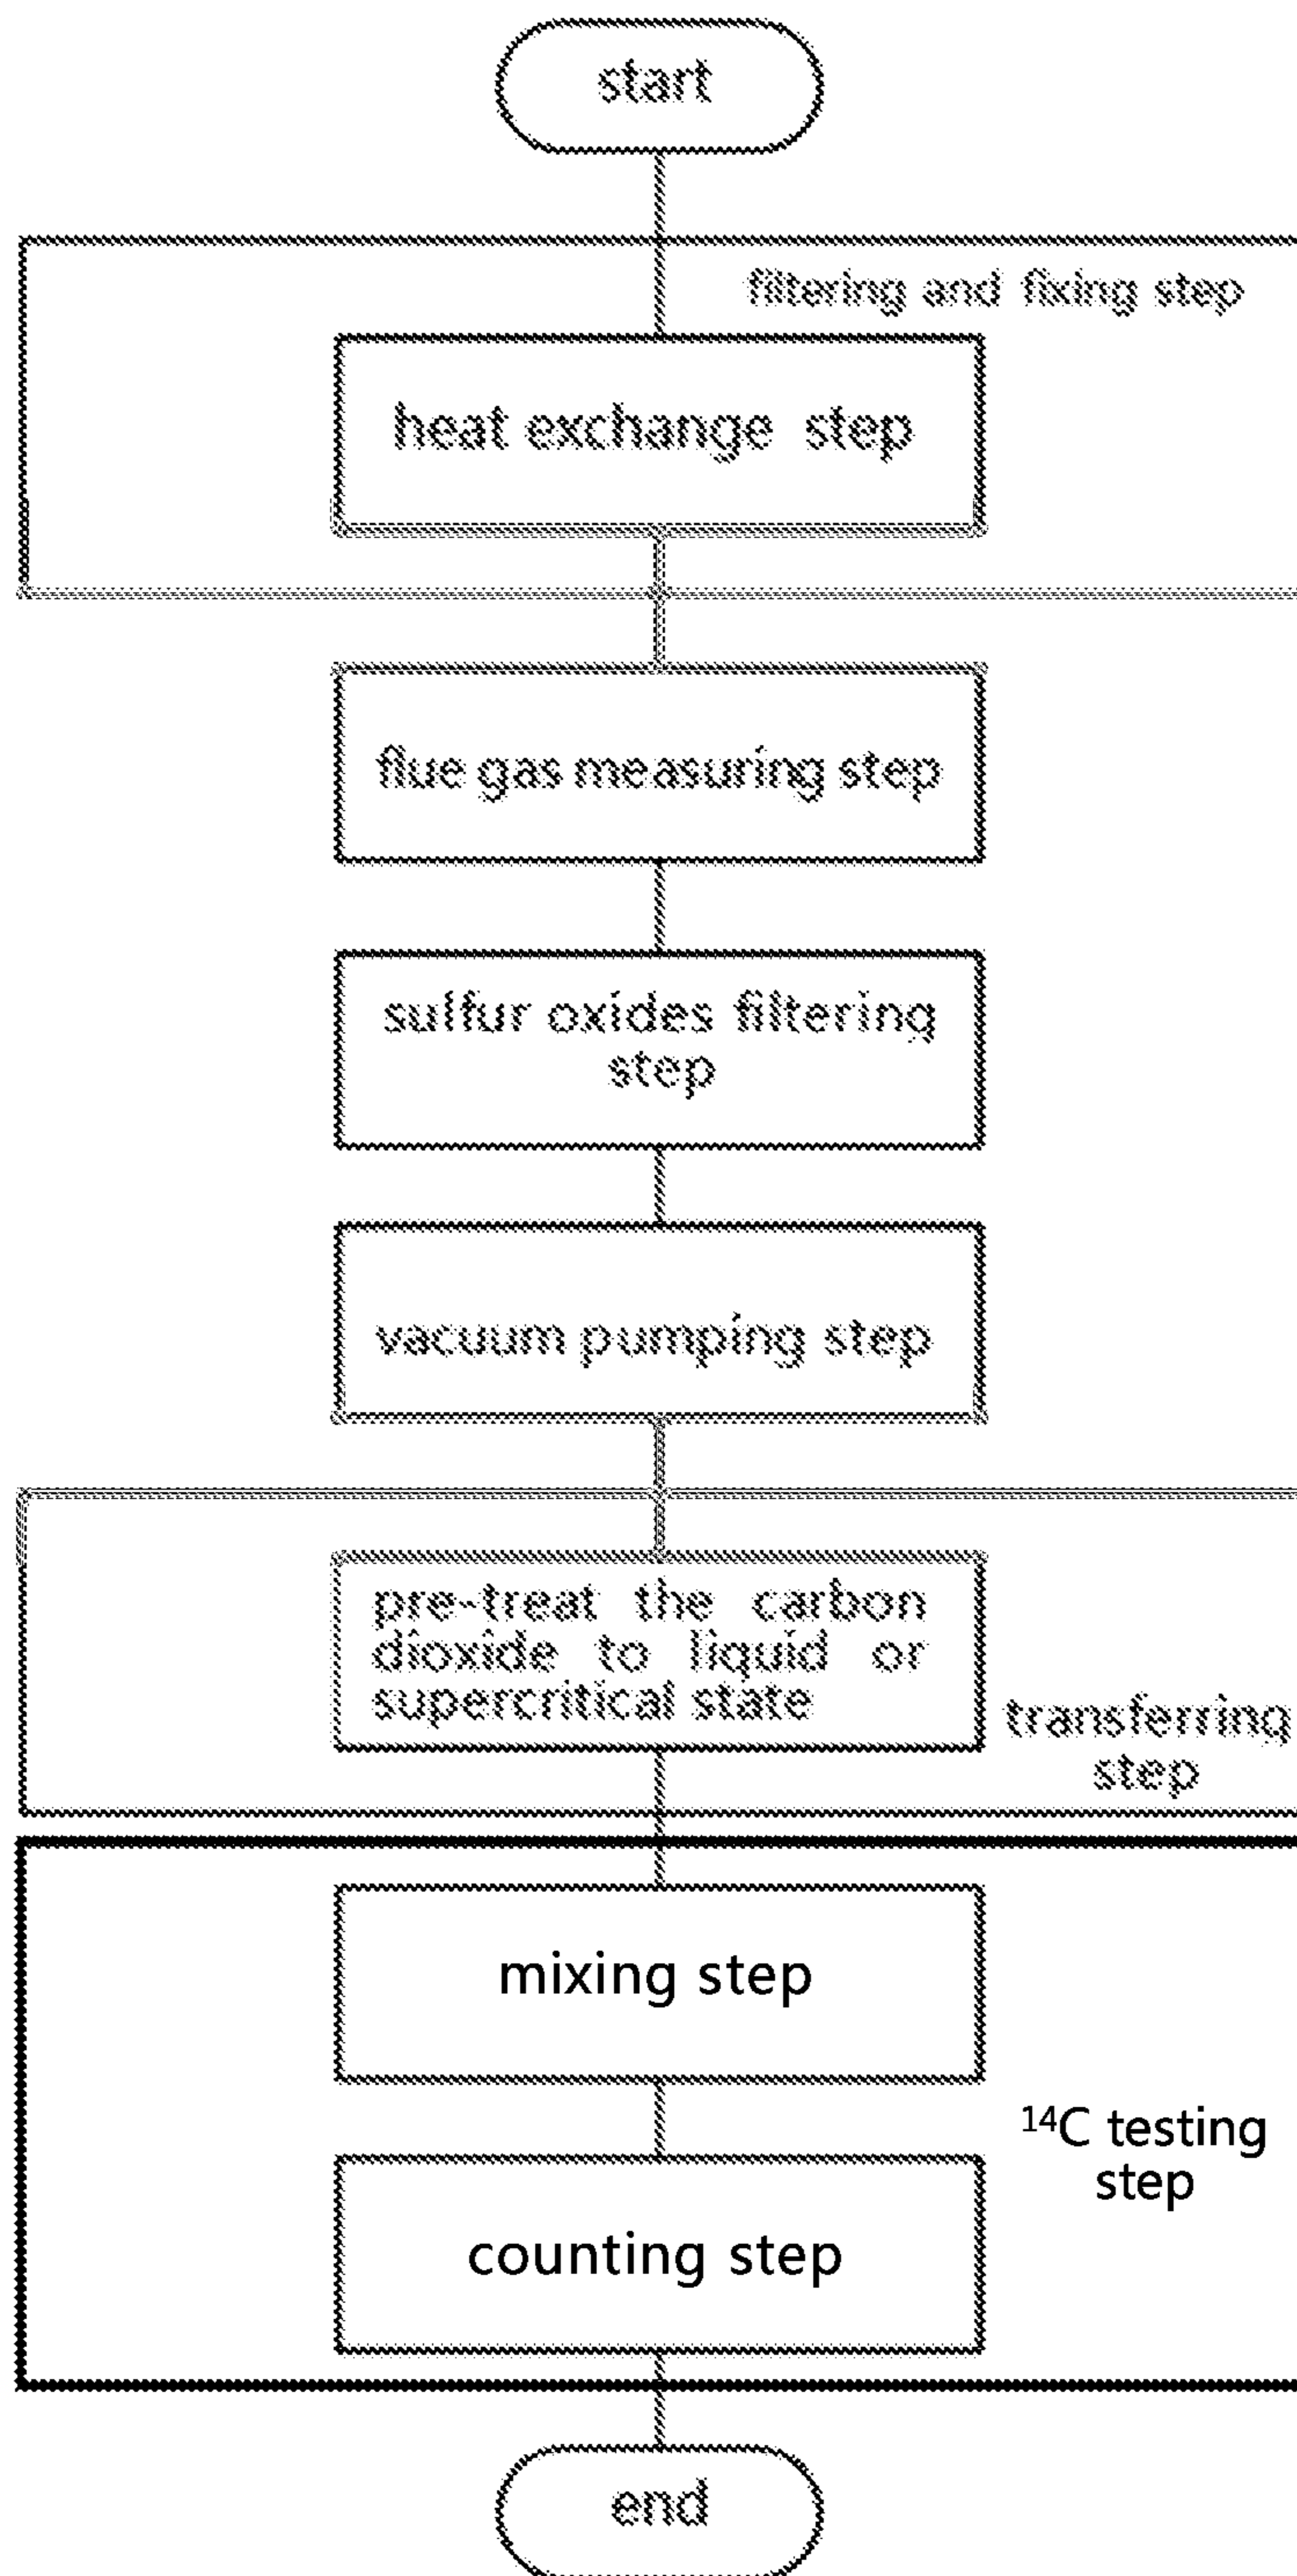 start
filtering and fixing step
heat exchange step
flue gas measuring step
sulfur oxides filtering
step
vacuum pumping step
pre-treat the carbon
dioxide to liquid or
supercritical state
transferring
step
mixing step
¹⁴C testing
step
counting step
end